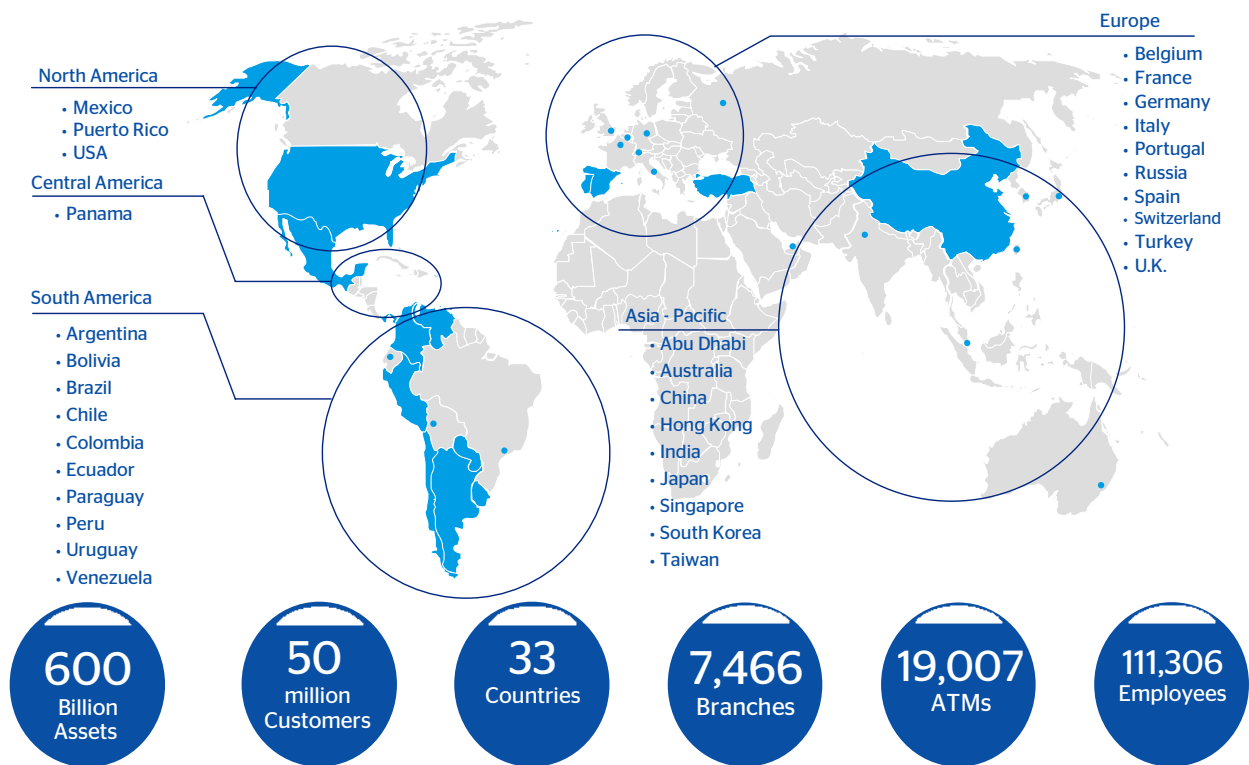 North America
• Mexico
• Puerto Rico
• USA
Central America
• Panama
South America
• Argentina
• Bolivia
• Brazil
• Chile
• Colombia
• Ecuador
• Paraguay
• Peru
• Uruguay
• Venezuela
Europe
• Belgium
• France
• Germany
• Italy
• Portugal
• Russia
• Spain
• Switzerland
• Turkey
• U.K.
Asia - Pacific
• Abu Dhabi
• Australia
• China
• Hong Kong
• India
• Japan
• Singapore
• South Korea
• Taiwan
600
Billion
Assets
50
million
Customers
33
Countries
7,466
Branches
19,007
ATMs
111,306
Employees